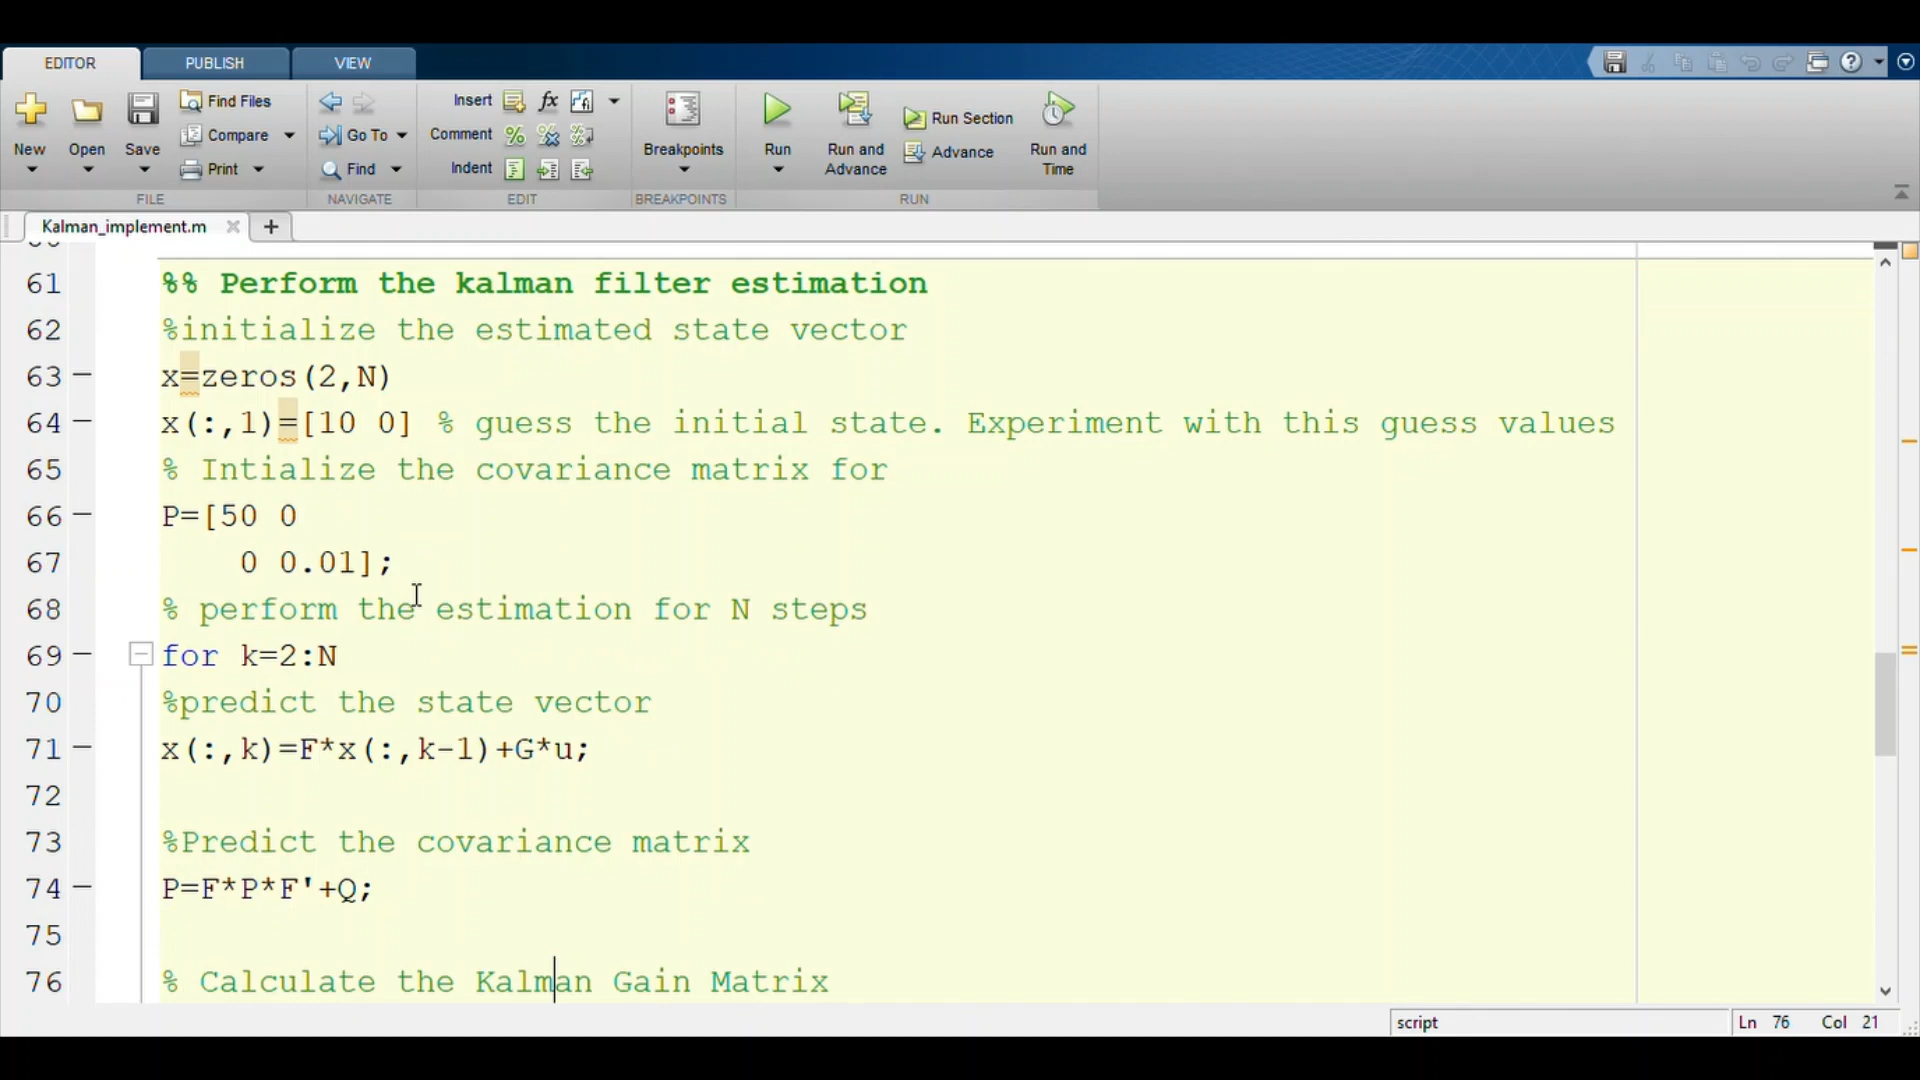 EDITOR PUBLISH VIEW
Find Files Insert fx
Compare Go To Comment Run Section
New Open Save Breakpoints Run Run and Advance Advance Run and Time
Print Find Indent
FILE NAVIGATE EDIT BREAKPOINTS RUN
Kalman_implement.m
61 %% Perform the kalman filter estimation
62 %initialize the estimated state vector
63 x=zeros(2,N)
64 x(:,1)=[10 0] % guess the initial state. Experiment with this guess values
65 % Intialize the covariance matrix for
66 P=[50 0
67 0 0.01];
68 % perform the estimation for N steps
69 for k=2:N
70 %predict the state vector
71 x(:,k)=F*x(:,k-1)+G*u;
72
73 %Predict the covariance matrix
74 P=F*P*F'+Q;
75
76 % Calculate the Kalman Gain Matrix
script Ln 76 Col 21